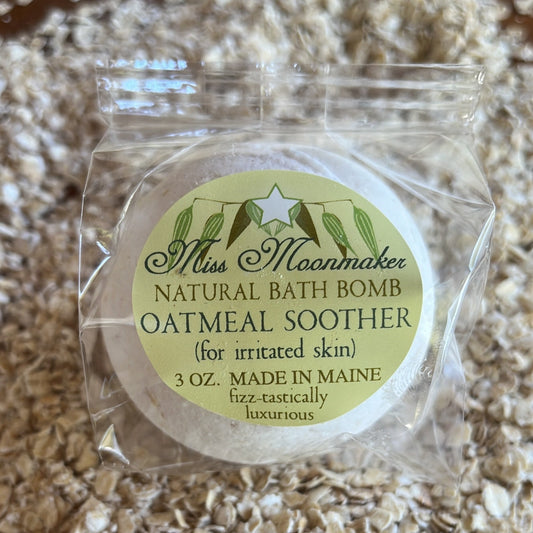 Miss Moonmaker
NATURAL BATH BOMB
OATMEAL SOOTHER
(for irritated skin)
3 OZ. MADE IN MAINE
fizz-tastically
luxurious